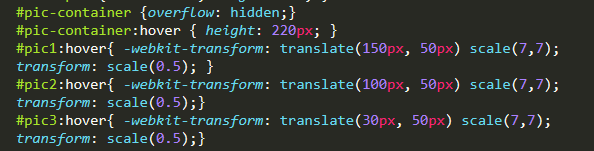 #pic-container {overflow: hidden;}
#pic-container:hover { height: 220px; }
#pic1:hover{ -webkit-transform: translate(150px, 50px) scale(7,7);
transform: scale(0.5); }
#pic2:hover{ -webkit-transform: translate(100px, 50px) scale(7,7);
transform: scale(0.5);}
#pic3:hover{ -webkit-transform: translate(30px, 50px) scale(7,7);
transform: scale(0.5);}